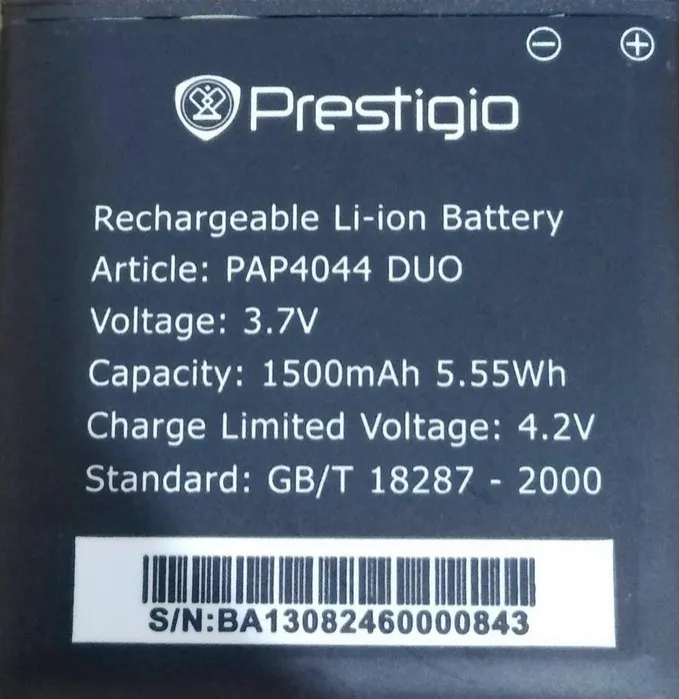 Prestigio
Rechargeable Li-ion Battery
Article: PAP4044 DUO
Voltage: 3.7V
Capacity: 1500mAh 5.55Wh
Charge Limited Voltage: 4.2V
Standard: GB/T 18287 - 2000
S/N:BA13082460000843